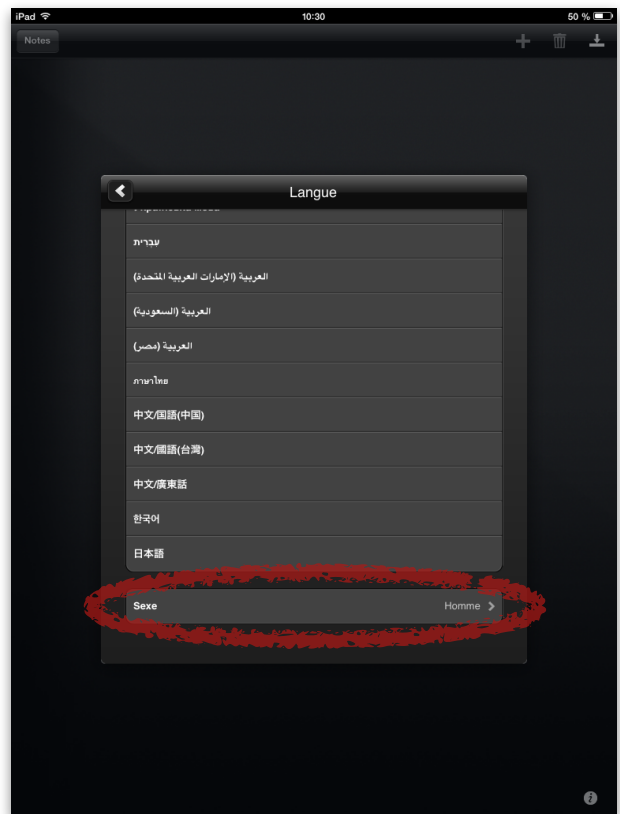 iPad 10:30 50 %
Notes
Langue
עִבְרִית
العربية (الإمارات العربية المتحدة)
العربية (السعودية)
العربية (مصر)
ภาษาไทย
中文/国語(中国)
中文/國語(台灣)
中文/廣東話
한국어
日本語
Sexe Homme